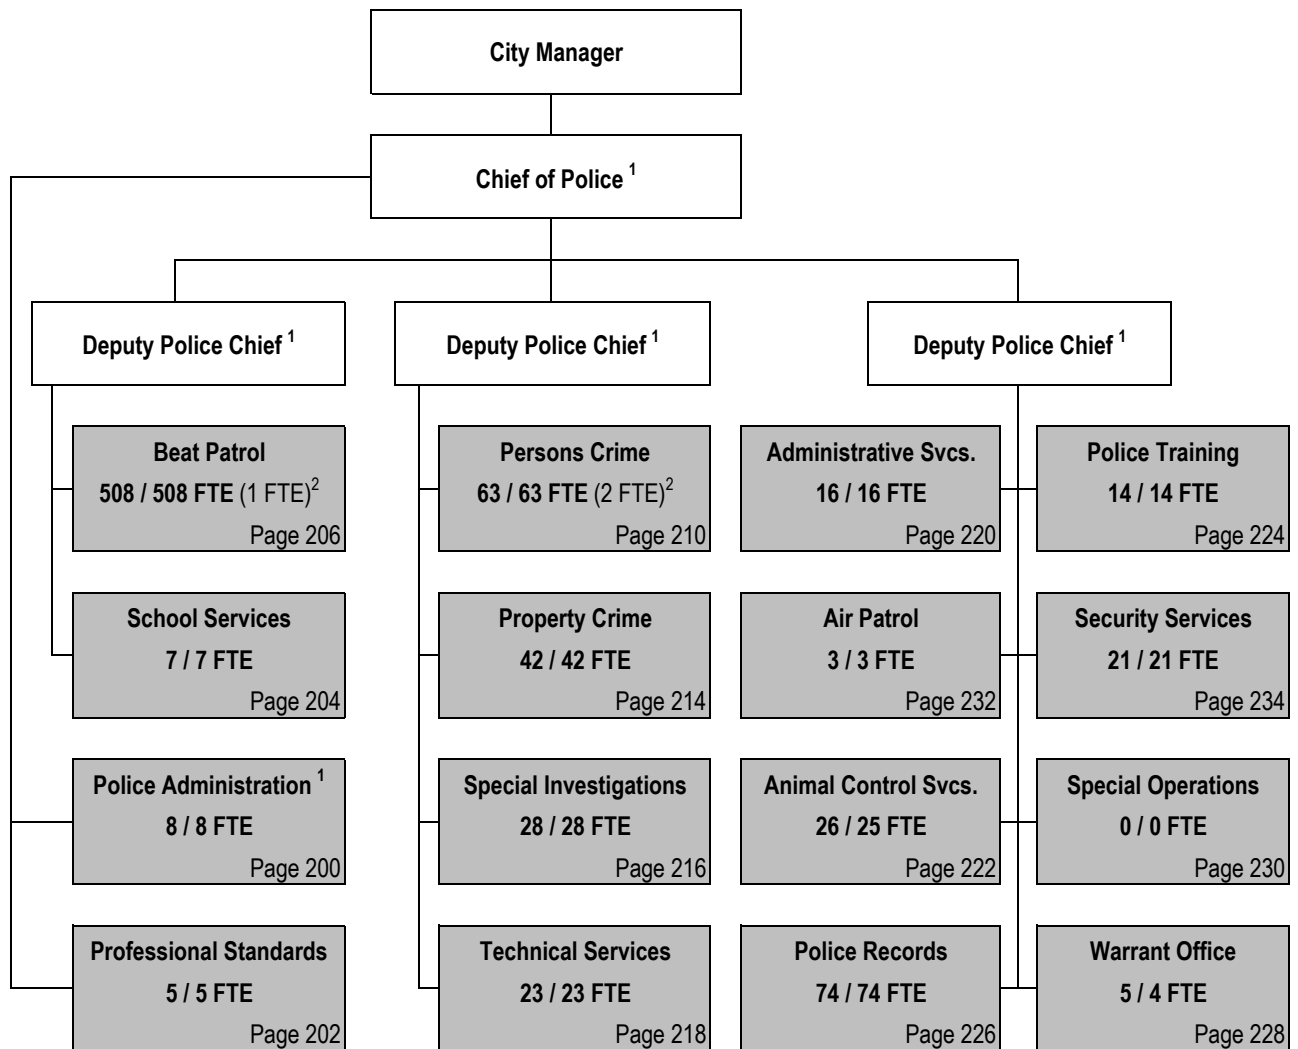 City Manager
Chief of Police 1
Deputy Police Chief 1
Deputy Police Chief 1
Deputy Police Chief 1
Beat Patrol
508 / 508 FTE (1 FTE)2
Page 206
Persons Crime
63 / 63 FTE (2 FTE)2
Page 210
Administrative Svcs.
16 / 16 FTE
Page 220
Police Training
14 / 14 FTE
Page 224
School Services
7 / 7 FTE
Page 204
Property Crime
42 / 42 FTE
Page 214
Air Patrol
3 / 3 FTE
Page 232
Security Services
21 / 21 FTE
Page 234
Police Administration 1
8 / 8 FTE
Page 200
Special Investigations
28 / 28 FTE
Page 216
Animal Control Svcs.
26 / 25 FTE
Page 222
Special Operations
0 / 0 FTE
Page 230
Professional Standards
5 / 5 FTE
Page 202
Technical Services
23 / 23 FTE
Page 218
Police Records
74 / 74 FTE
Page 226
Warrant Office
5 / 4 FTE
Page 228